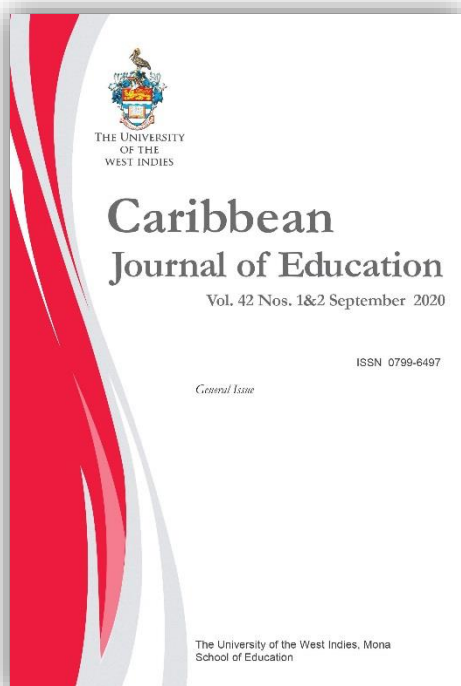 THE UNIVERSITY
OF THE
WEST INDIES
Caribbean
Journal of Education
Vol. 42 Nos. 1&2 September 2020
ISSN 0799-6497
General Issue
The University of the West Indies, Mona
School of Education